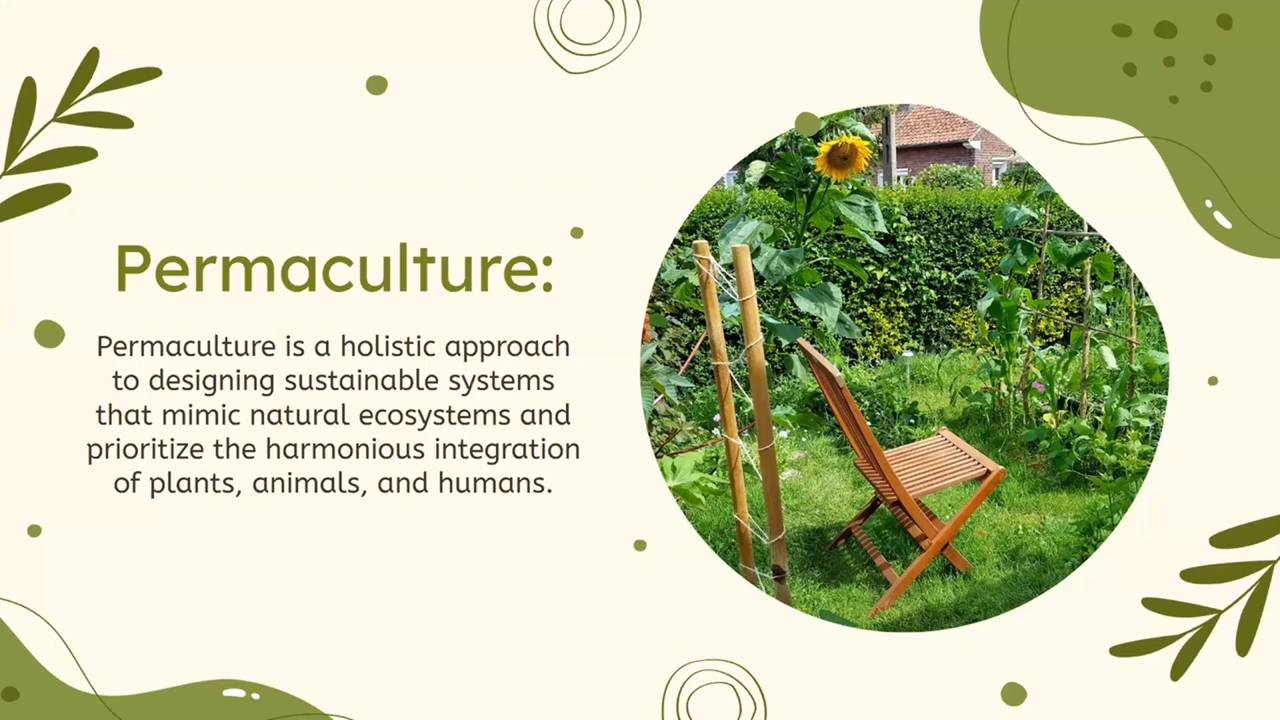 Permaculture:
Permaculture is a holistic approach
to designing sustainable systems
that mimic natural ecosystems and
prioritize the harmonious integration
of plants, animals, and humans.